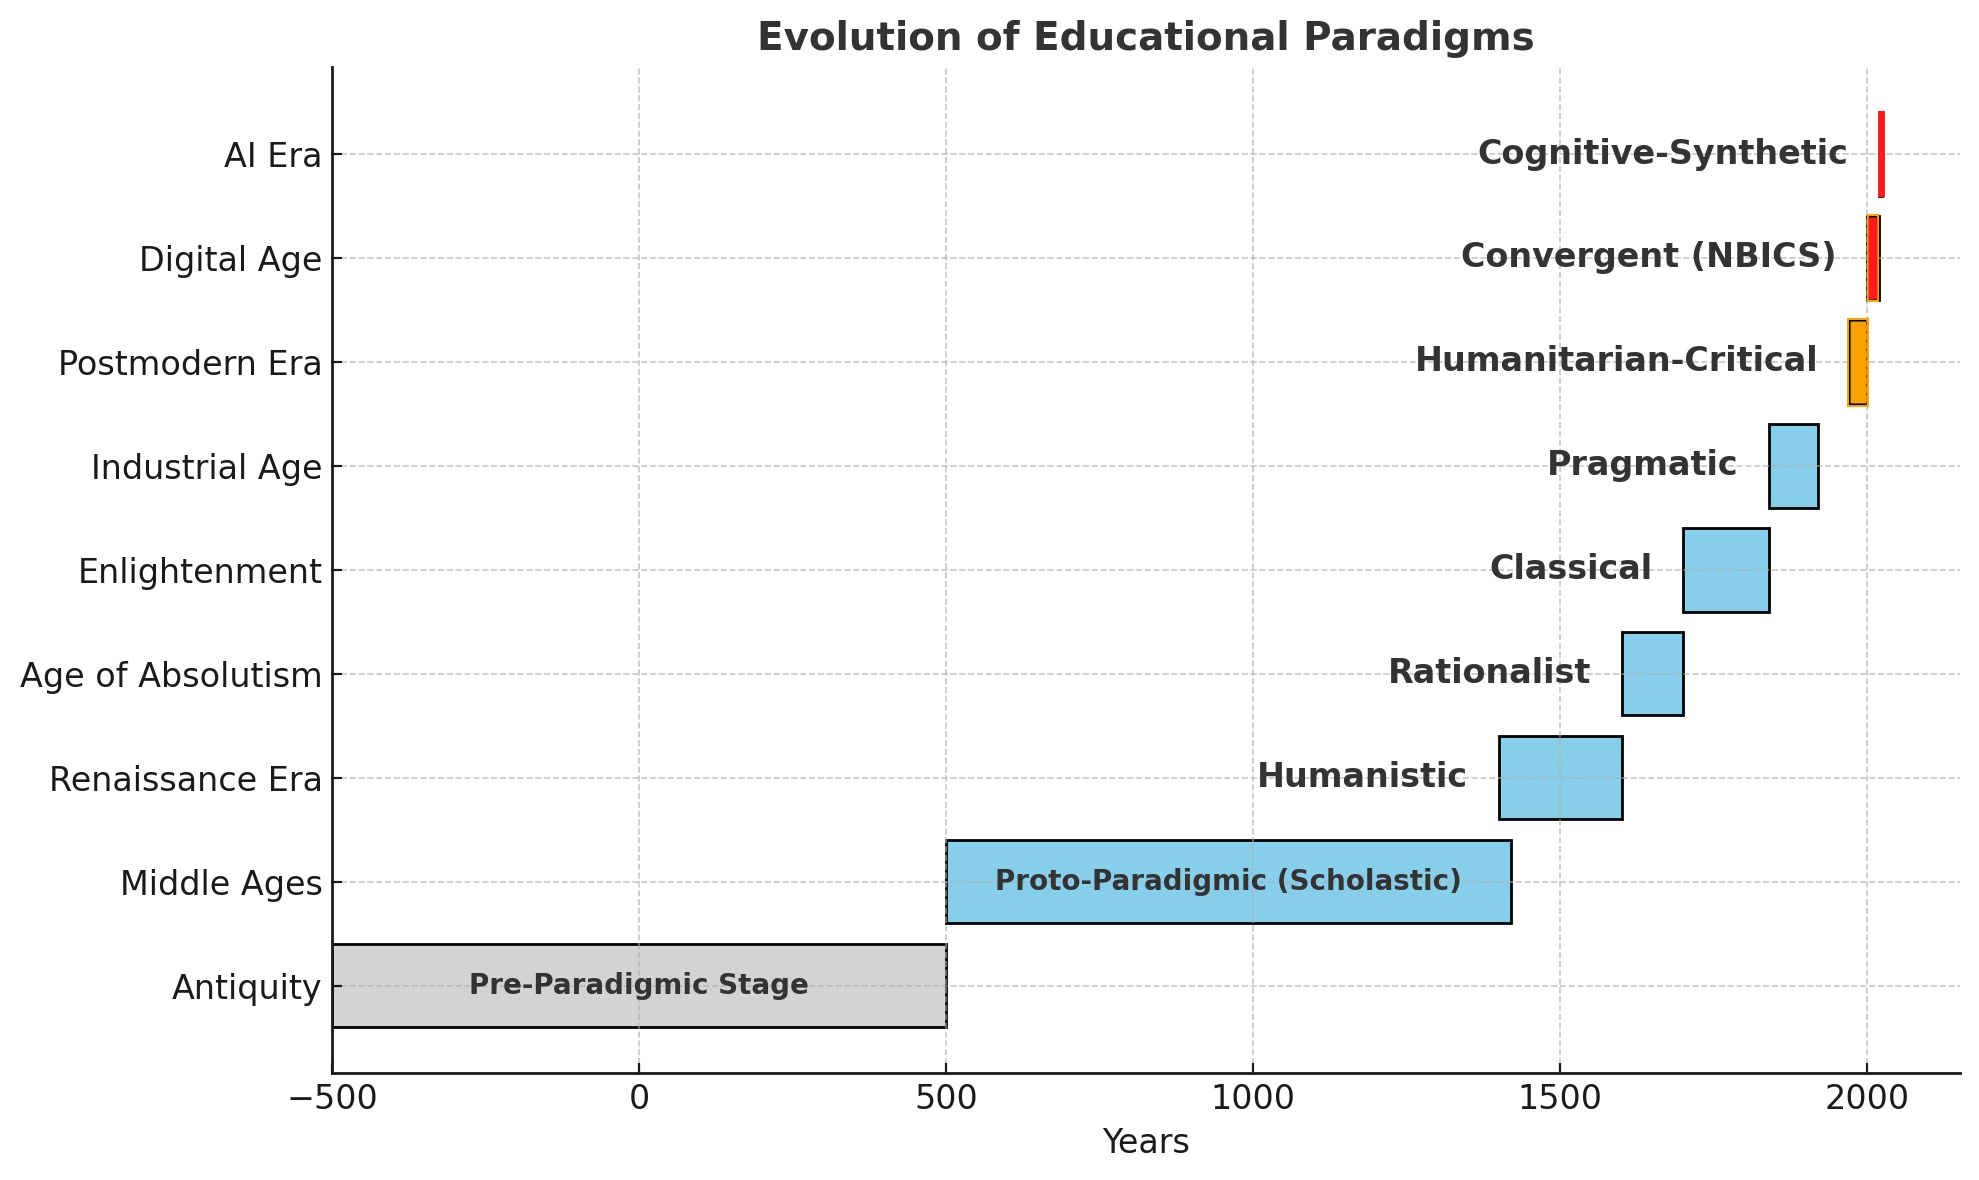 Evolution of Educational Paradigms
AI Era
Cognitive-Synthetic
Digital Age
Convergent (NBICS)
Postmodern Era
Humanitarian-Critical
Industrial Age
Pragmatic
Enlightenment
Classical
Age of Absolutism
Rationalist
Renaissance Era
Humanistic
Middle Ages
Proto-Paradigmic (Scholastic)
Antiquity
Pre-Paradigmic Stage
−500 0 500 1000 1500 2000
Years